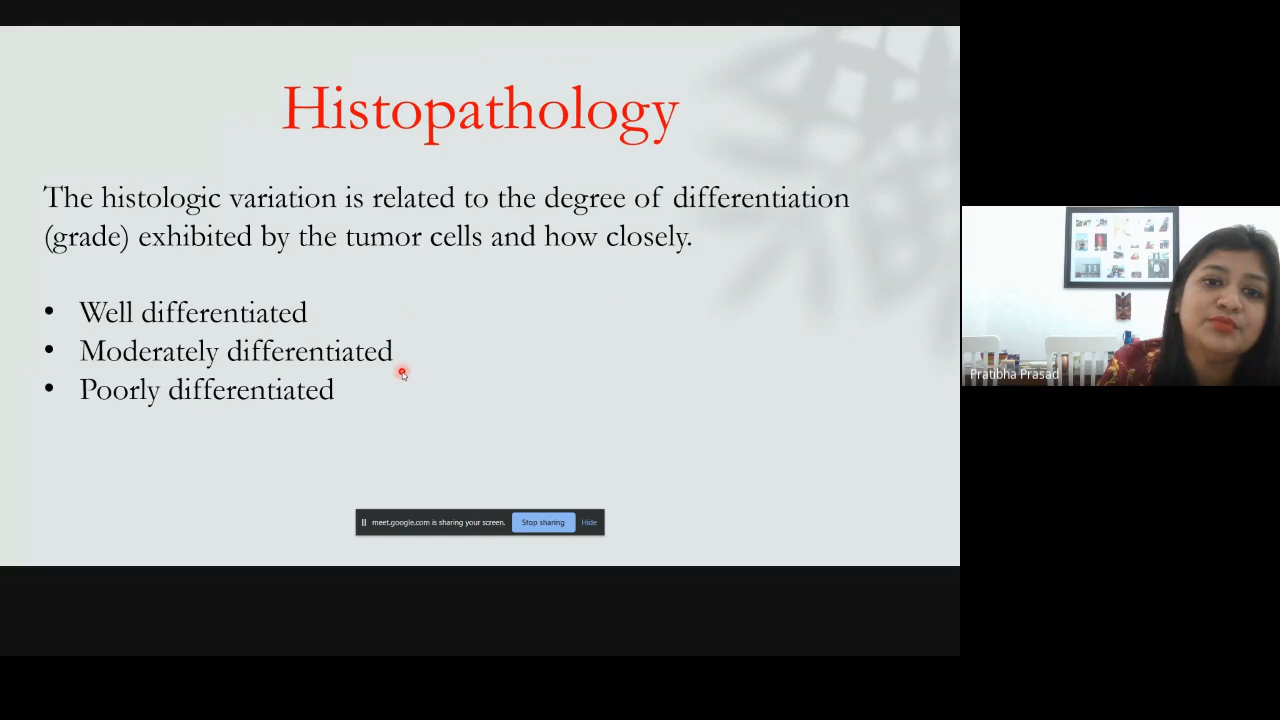 Histopathology
The histologic variation is related to the degree of differentiation
(grade) exhibited by the tumor cells and how closely.
• Well differentiated
• Moderately differentiated
• Poorly differentiated
meet.google.com is sharing your screen. Stop sharing Hide
Pratibha Prasad